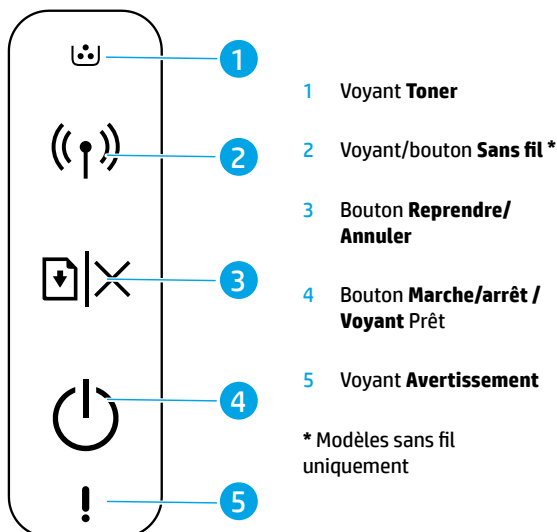 1
2
3
4
5
1 Voyant Toner
2 Voyant/bouton Sans fil *
3 Bouton Reprendre/
Annuler
4 Bouton Marche/arrêt /
Voyant Prêt
5 Voyant Avertissement
* Modèles sans fil
uniquement